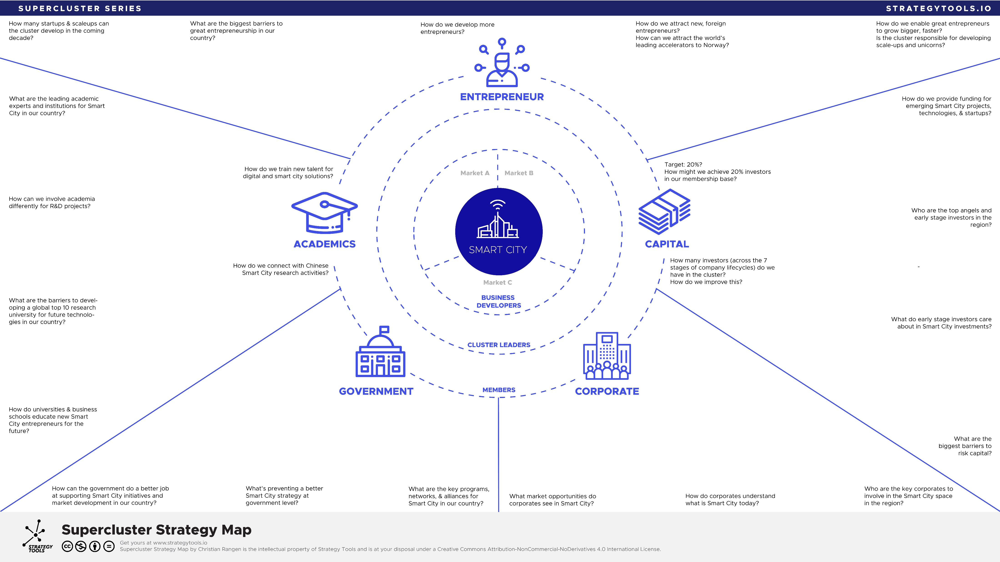 SUPERCLUSTER SERIES
STRATEGYTOOLS.IO
How many startups & scaleups can
the cluster develop in the coming
decade?
What are the biggest barriers to
great entrepreneurship in our
country?
How do we develop more
entrepreneurs?
How do we attract new, foreign
entrepreneurs?
How can we attract the world's
leading accelerators to Norway?
How do we enable great entrepreneurs
to grow bigger, faster?
Is the cluster responsible for developing
scale-ups and unicorns?
ENTREPRENEUR
What are the leading academic
experts and institutions for Smart
City in our country?
How do we train new talent for
digital and smart city solutions?
How can we involve academia
differently for R&D projects?
ACADEMICS
How do we connect with Chinese
Smart City research activities?
What are the barriers to devel-
oping a global top 10 research
university for future technolo-
gies in our country?
How do universities & business
schools educate new Smart
City entrepreneurs for the
future?
Market A
Market B
SMART CITY
Market C
BUSINESS
DEVELOPERS
CLUSTER LEADERS
MEMBERS
How do we provide funding for
emerging Smart City projects,
technologies, & startups?
Target: 20%?
How might we achieve 20% investors
in our membership base?
Who are the top angels and
early stage investors in the
region?
CAPITAL
How many investors (across the 7
stages of company lifecycles) do we
have in the cluster?
How do we improve this?
-
What do early stage investors care
about in Smart City investments?
What are the
biggest barriers to
risk capital?
GOVERNMENT
CORPORATE
How can the government do a better job
at supporting Smart City initiatives and
market development in our country?
What's preventing a better
Smart City strategy at
government level?
What are the key programs,
networks, & alliances for
Smart City in our country?
What market opportunities do
corporates see in Smart City?
How do corporates understand
what is Smart City today?
Who are the key corporates to
involve in the Smart City space
in the region?
STRATEGY
TOOLS
Supercluster Strategy Map
cc
Get yours at www.strategytools.io
Supercluster Strategy Map by Christian Rangen is the intellectual property of Strategy Tools and is at your disposal under a Creative Commons Attribution-NonCommercial-NoDerivatives 4.0 International License.